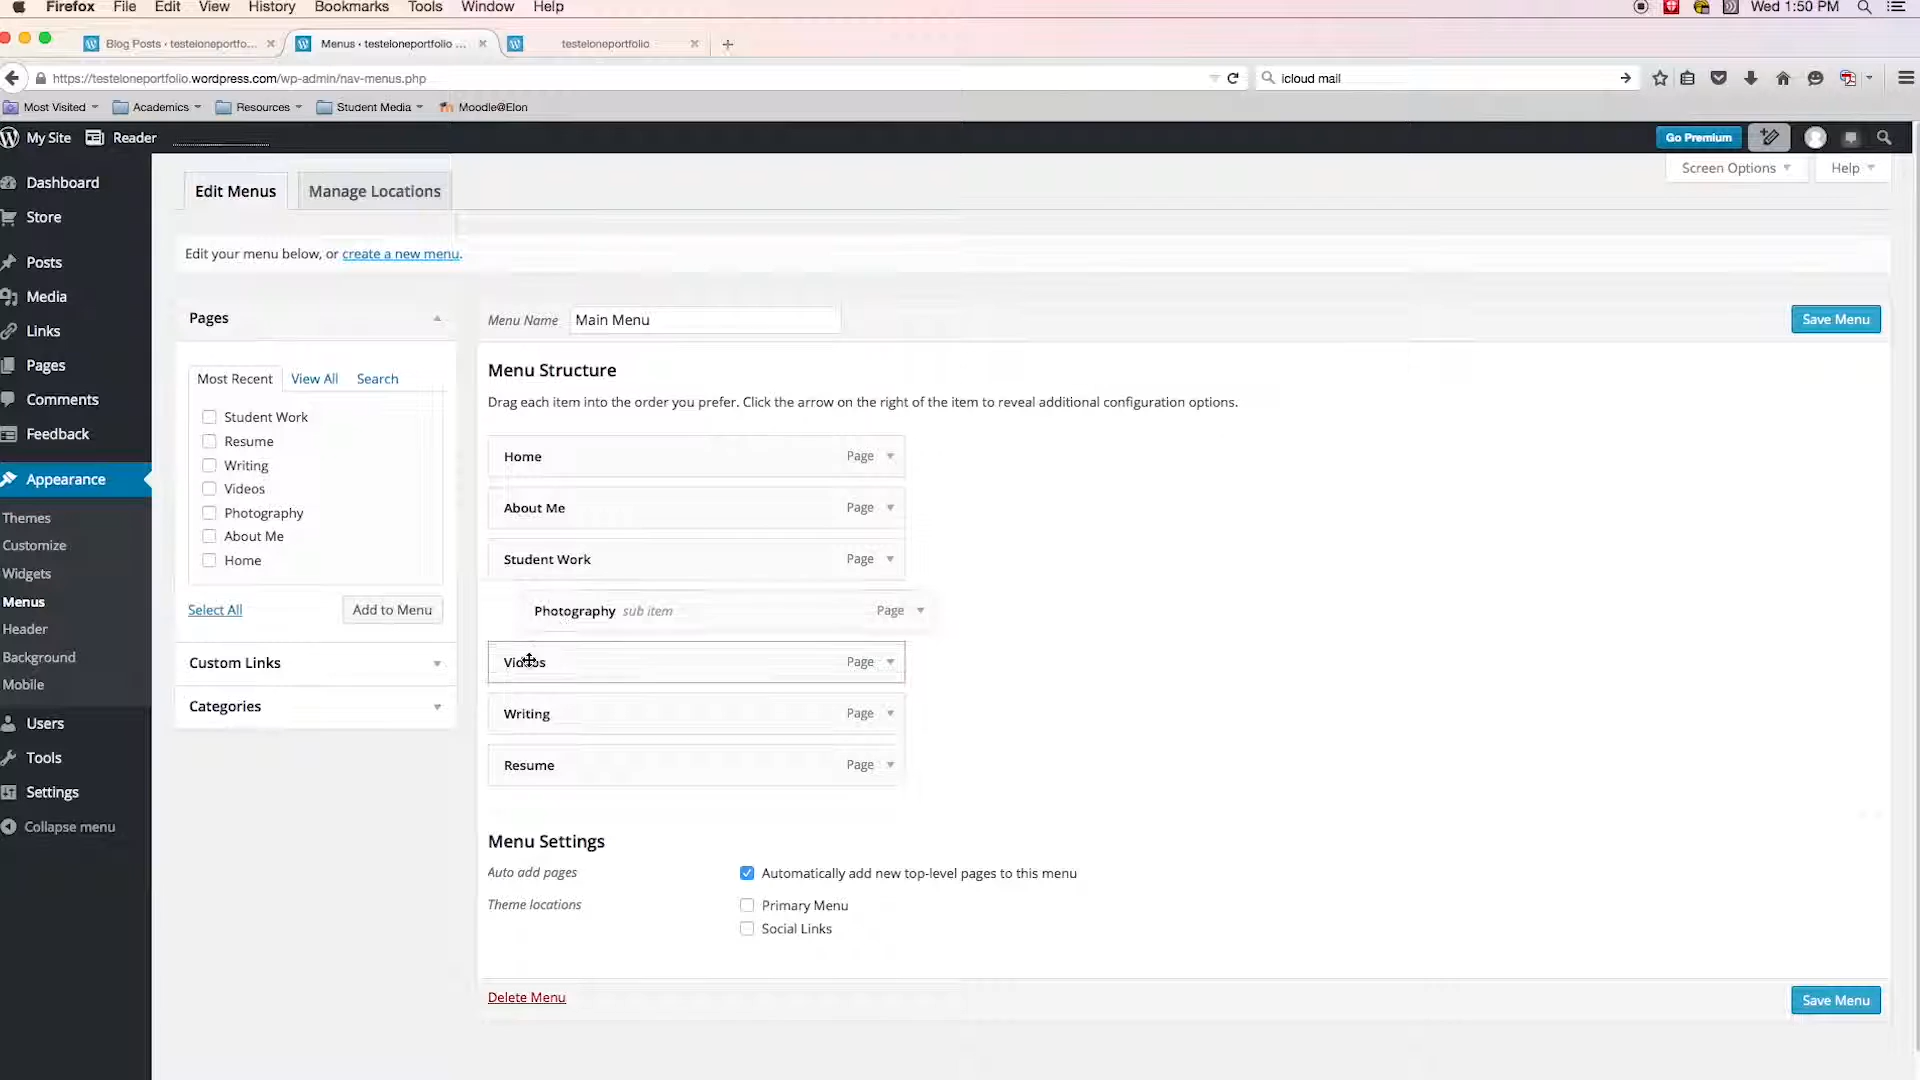 Firefox File Edit View History Bookmarks Tools Window Help Wed 1:50 PM
Blog Posts · testeloneportfo... Menus · testeloneportfolio ... testeloneportfolio
https://testeloneportfolio.wordpress.com/wp-admin/nav-menus.php icloud mail
Most Visited Academics Resources Student Media Moodle@Elon
My Site Reader Go Premium
Dashboard
Store
Posts
Media
Links
Pages
Comments
Feedback
Appearance
Themes
Customize
Widgets
Menus
Header
Background
Mobile
Users
Tools
Settings
Collapse menu
Screen Options Help
Edit Menus Manage Locations
Edit your menu below, or create a new menu.
Pages
Most Recent View All Search
Student Work
Resume
Writing
Videos
Photography
About Me
Home
Select All Add to Menu
Custom Links
Categories
Menu Name Main Menu Save Menu
Menu Structure
Drag each item into the order you prefer. Click the arrow on the right of the item to reveal additional configuration options.
Home Page
About Me Page
Student Work Page
Photography sub item Page
Videos Page
Writing Page
Resume Page
Menu Settings
Auto add pages Automatically add new top-level pages to this menu
Theme locations Primary Menu
Social Links
Delete Menu Save Menu